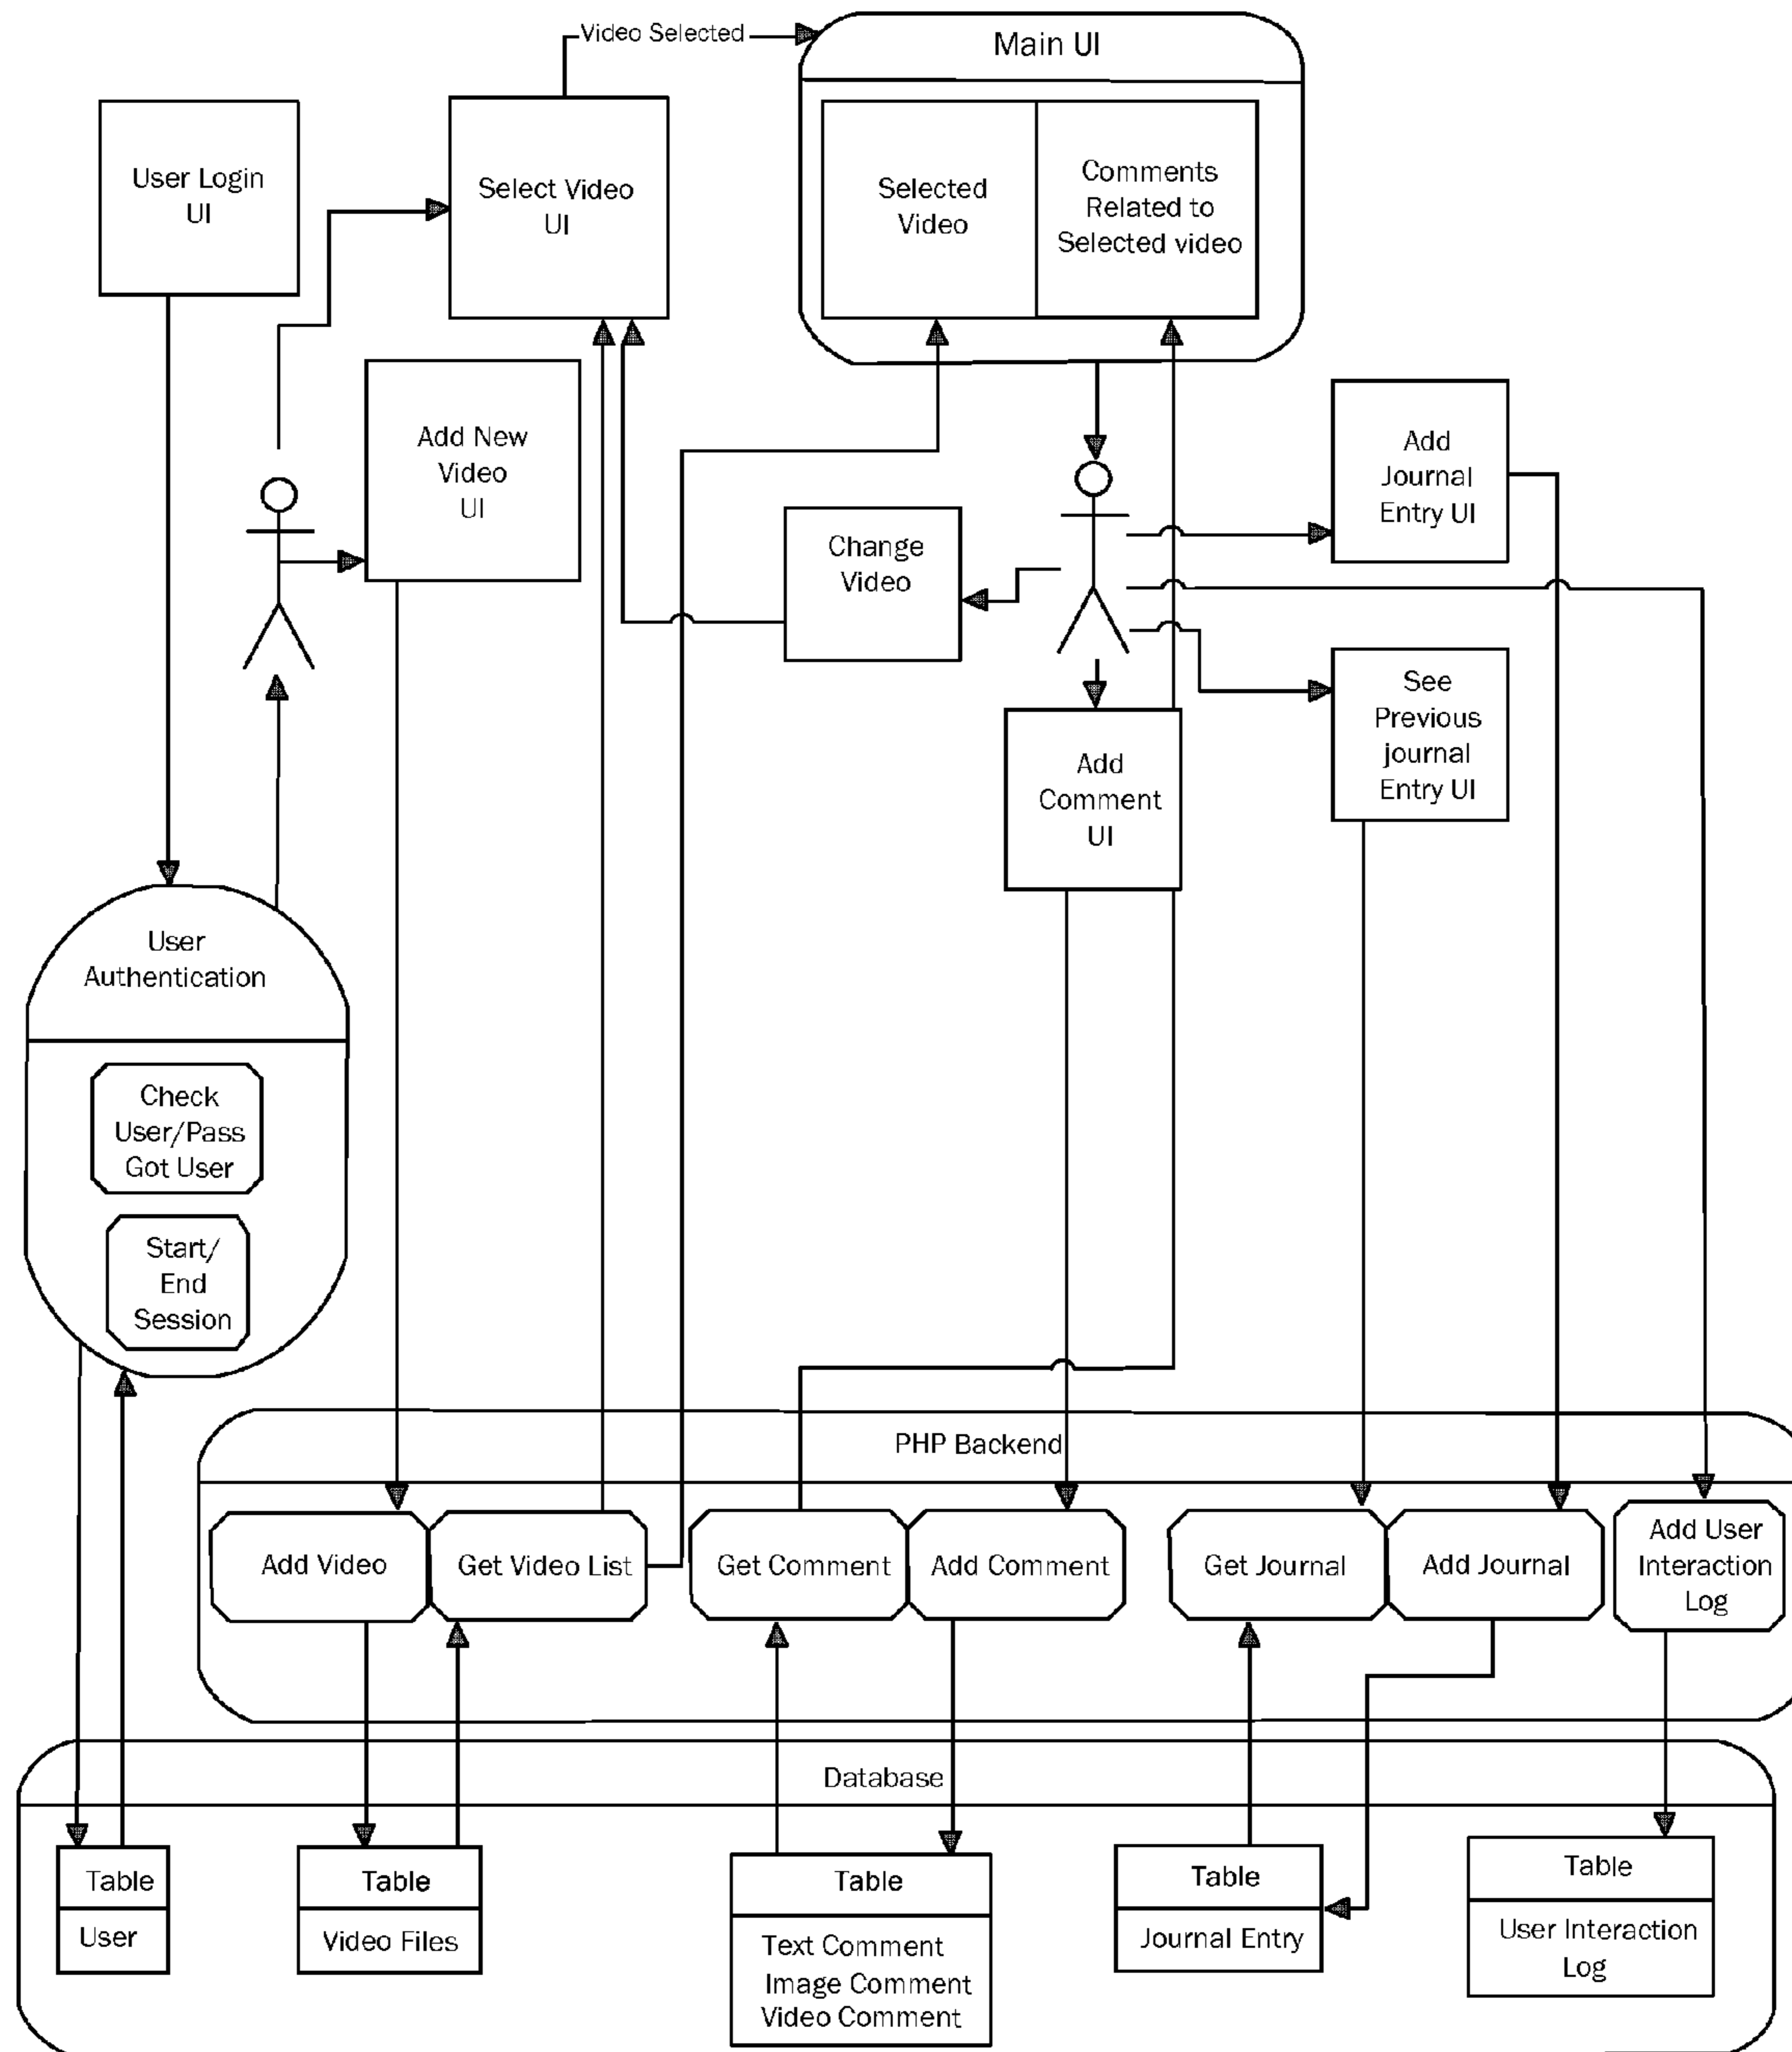 Video Selected
Main UI
User Login
UI
Select Video
UI
Selected
Video
Comments
Related to
Selected video
Add New
Video
UI
Change
Video
Add
Journal
Entry UI
See
Previous
journal
Entry UI
Add
Comment
UI
User
Authentication
Check
User/Pass
Got User
Start/
End
Session
PHP Backend
Add Video
Get Video List
Get Comment
Add Comment
Get Journal
Add Journal
Add User
Interaction
Log
Database
Table
User
Table
Video Files
Table
Text Comment
Image Comment
Video Comment
Table
Journal Entry
Table
User Interaction
Log